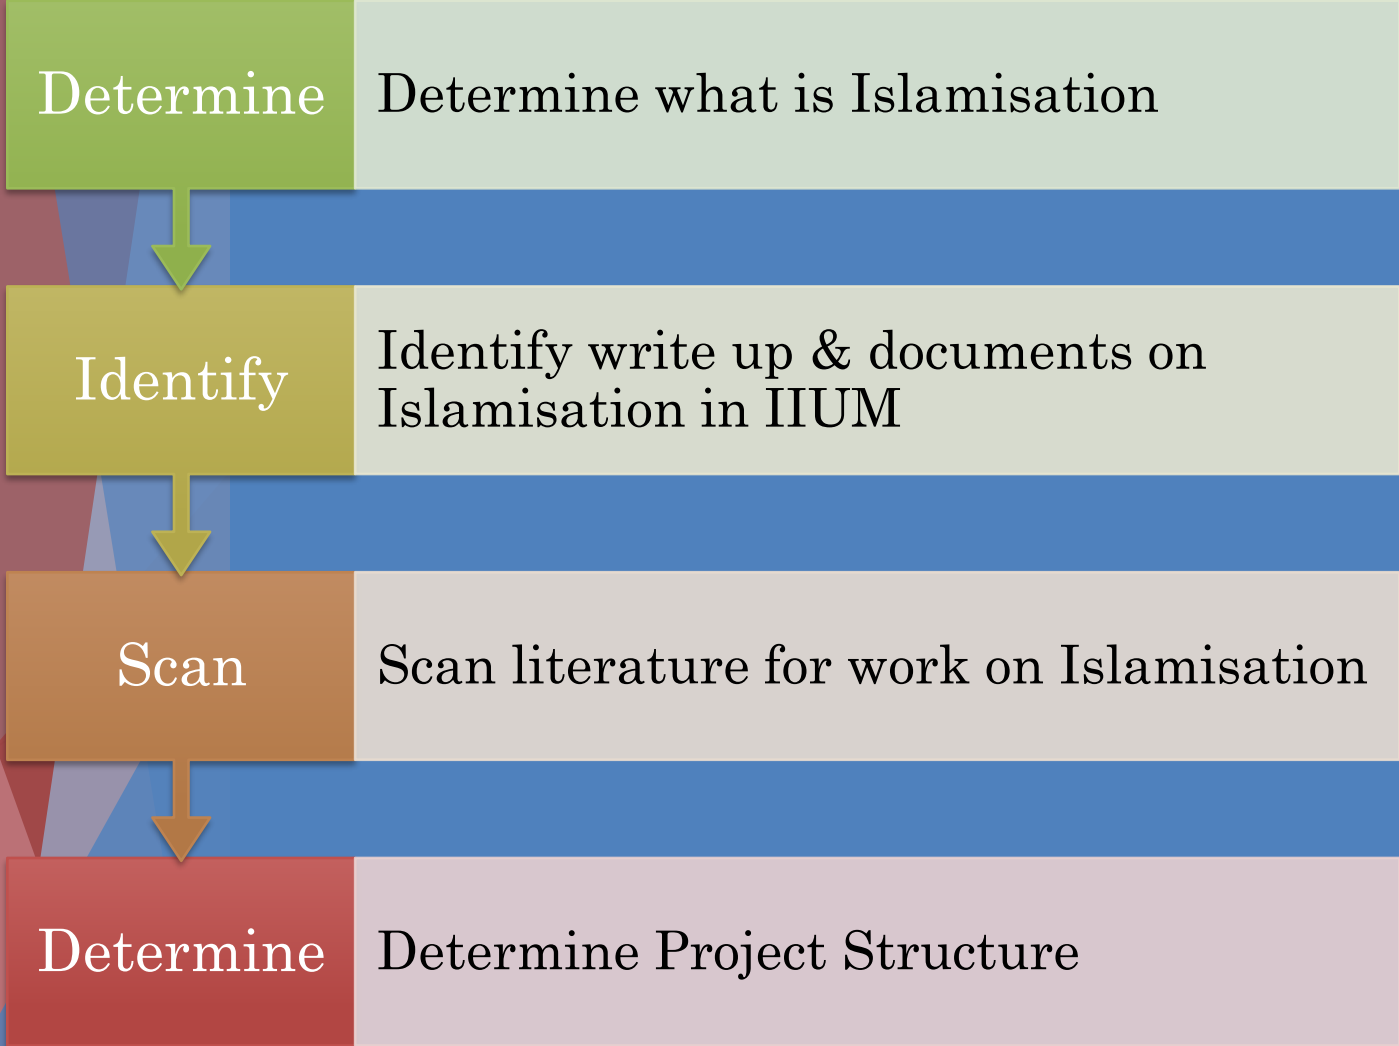 Determine
Determine what is Islamisation
Identify
Identify write up & documents on
Islamisation in IIUM
Scan
Scan literature for work on Islamisation
Determine
Determine Project Structure